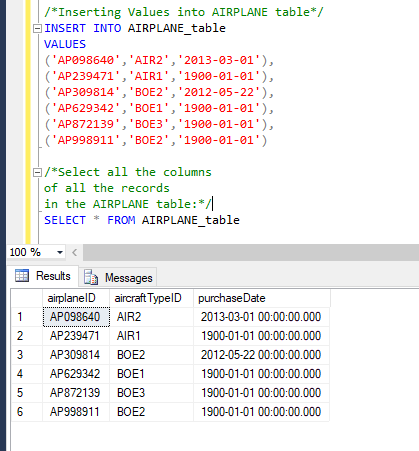 /*Inserting Values into AIRPLANE table*/
INSERT INTO AIRPLANE_table
VALUES
('AP098640','AIR2','2013-03-01'),
('AP239471','AIR1','1900-01-01'),
('AP309814','BOE2','2012-05-22'),
('AP629342','BOE1','1900-01-01'),
('AP872139','BOE3','1900-01-01'),
('AP998911','BOE2','1900-01-01')
/*Select all the columns
of all the records
in the AIRPLANE table:*/
SELECT * FROM AIRPLANE_table
100 %
Results Messages
airplaneID aircraftTypeID purchaseDate
1 AP098640 AIR2 2013-03-01 00:00:00.000
2 AP239471 AIR1 1900-01-01 00:00:00.000
3 AP309814 BOE2 2012-05-22 00:00:00.000
4 AP629342 BOE1 1900-01-01 00:00:00.000
5 AP872139 BOE3 1900-01-01 00:00:00.000
6 AP998911 BOE2 1900-01-01 00:00:00.000